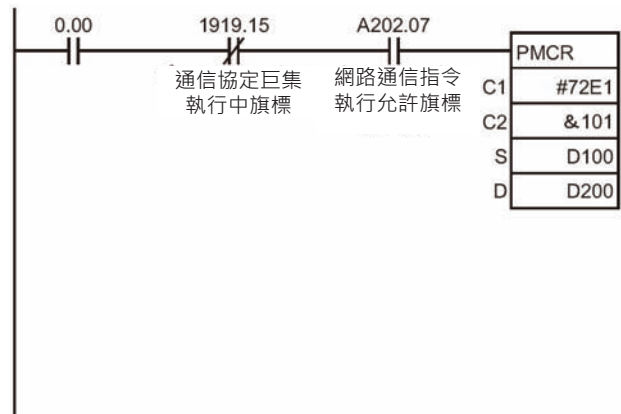 0.00 1919.15 A202.07
PMCR
通信協定巨集 網路通信指令
執行中旗標 執行允許旗標
C1 #72E1
C2 &101
S D100
D D200